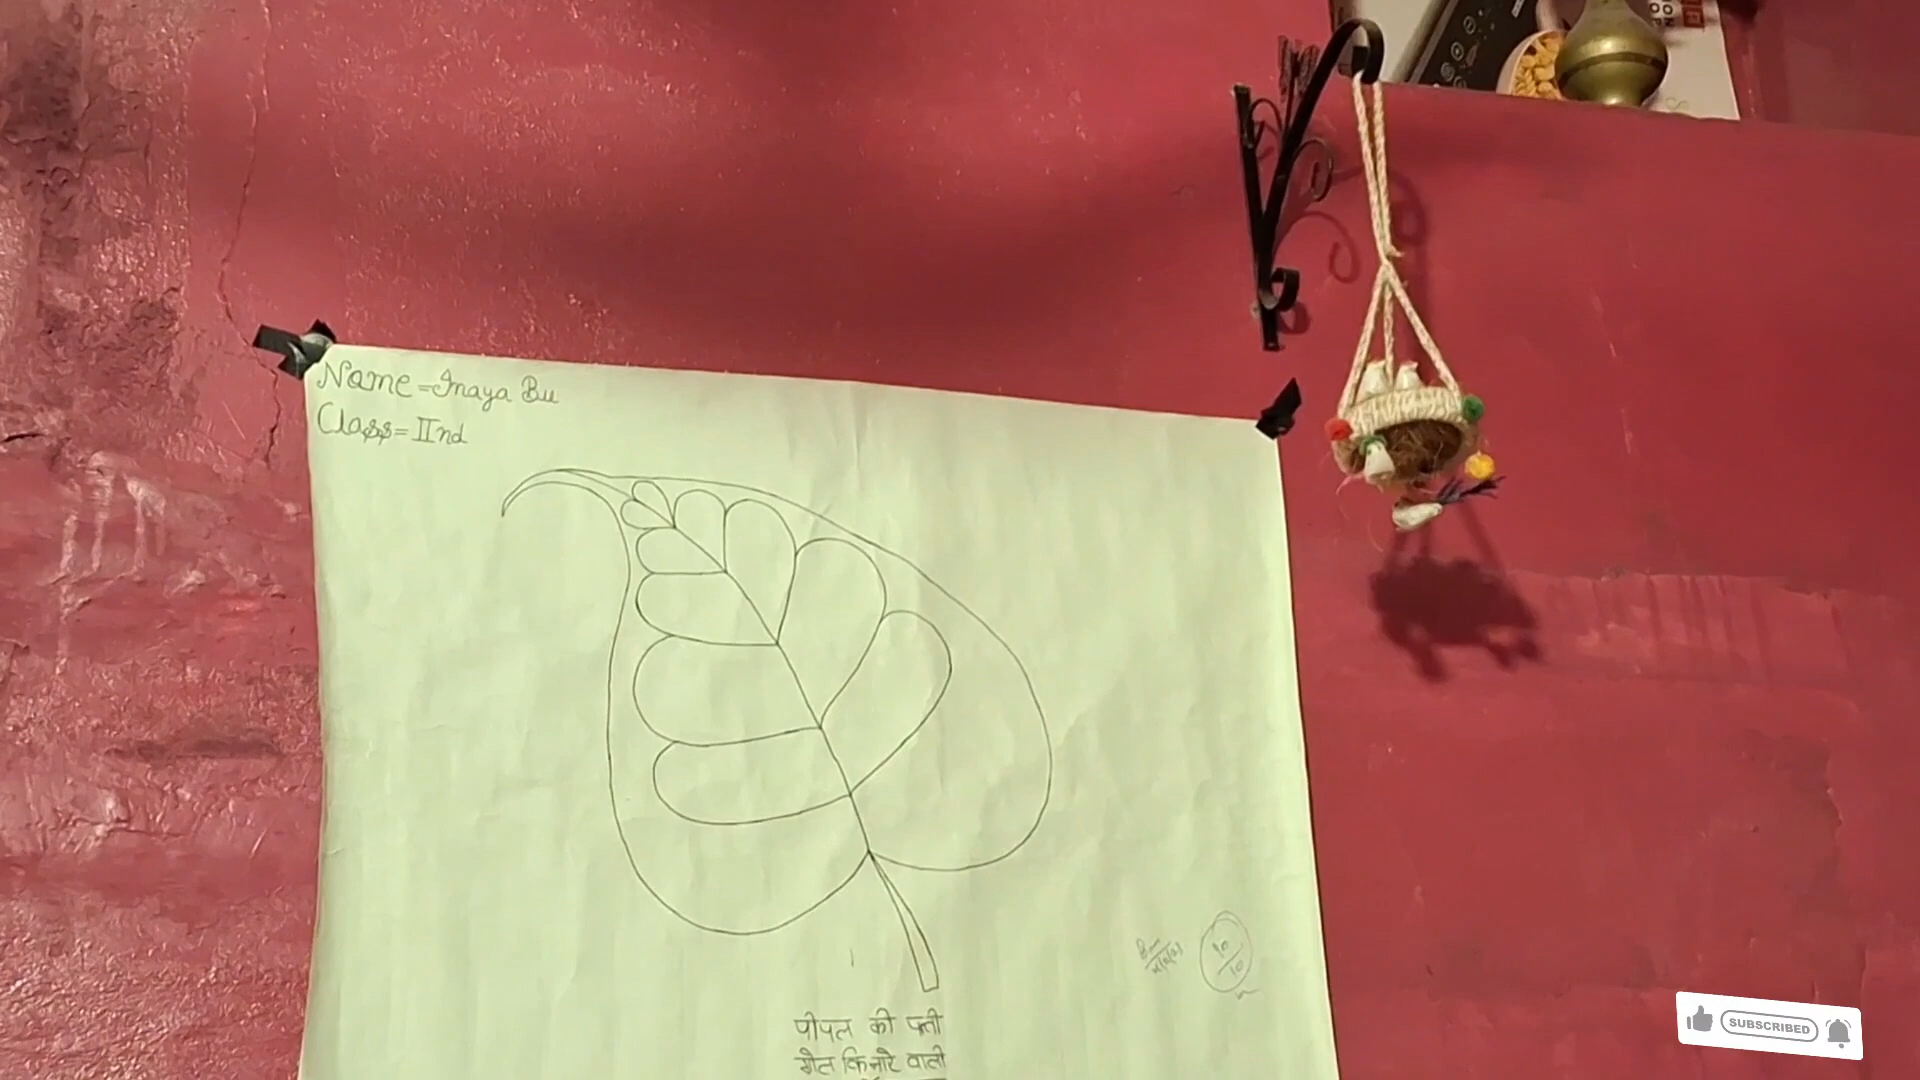 Name = Inaya Bu
Class = IInd
10/10
पीपल की पत्ती
गोल किनारे वाली
SUBSCRIBED